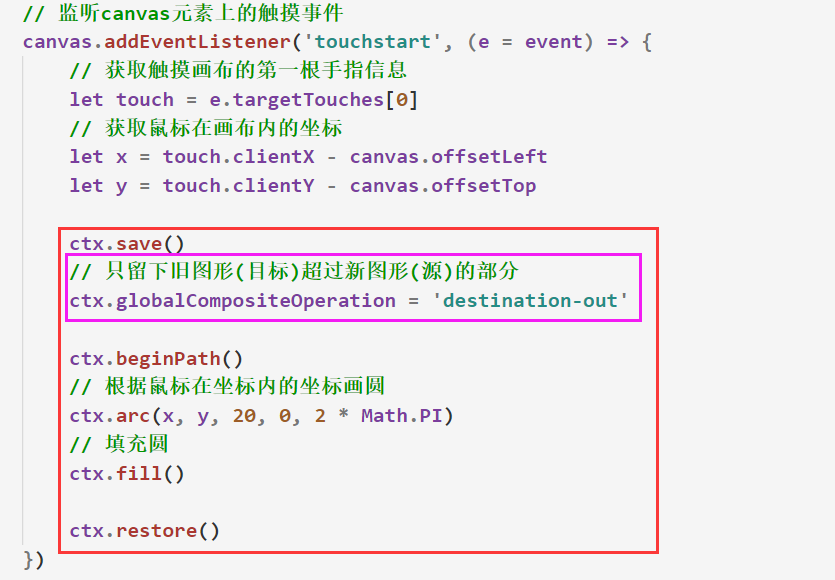 // 监听canvas元素上的触摸事件
canvas.addEventListener('touchstart', (e = event) => {
// 获取触摸画布的第一根手指信息
let touch = e.targetTouches[0]
// 获取鼠标在画布内的坐标
let x = touch.clientX - canvas.offsetLeft
let y = touch.clientY - canvas.offsetTop
ctx.save()
// 只留下旧图形(目标)超过新图形(源)的部分
ctx.globalCompositeOperation = 'destination-out'
ctx.beginPath()
// 根据鼠标在坐标内的坐标画圆
ctx.arc(x, y, 20, 0, 2 * Math.PI)
// 填充圆
ctx.fill()
ctx.restore()
})